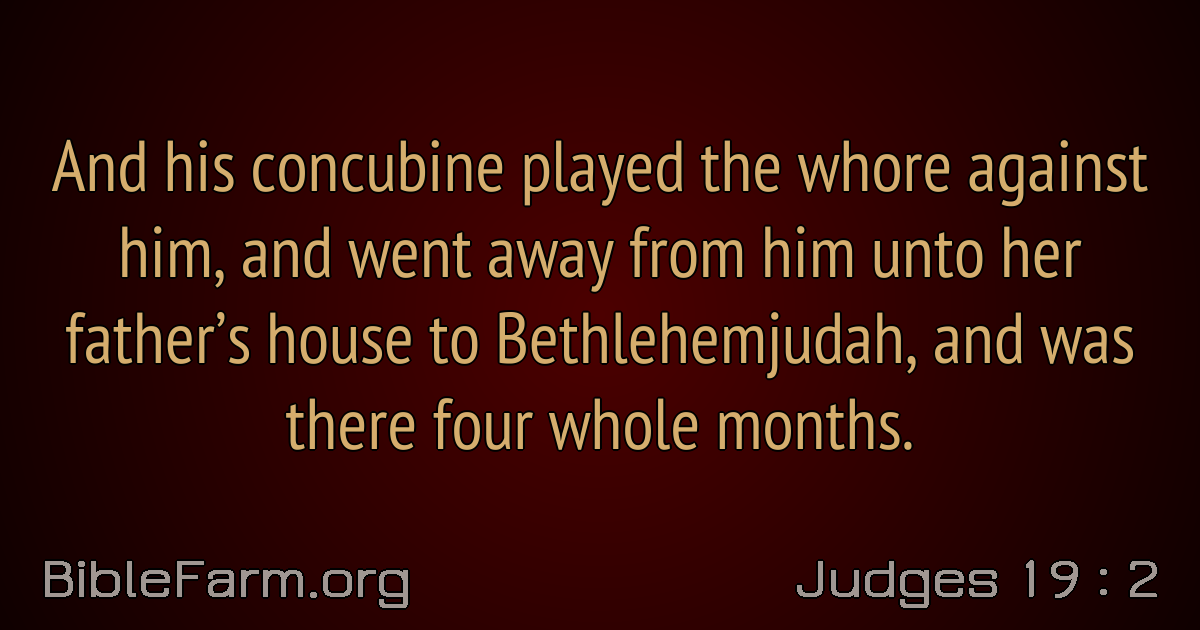 And his concubine played the whore against
him, and went away from him unto her
father’s house to Bethlehemjudah, and was
there four whole months.
BibleFarm.org
Judges 19 : 2